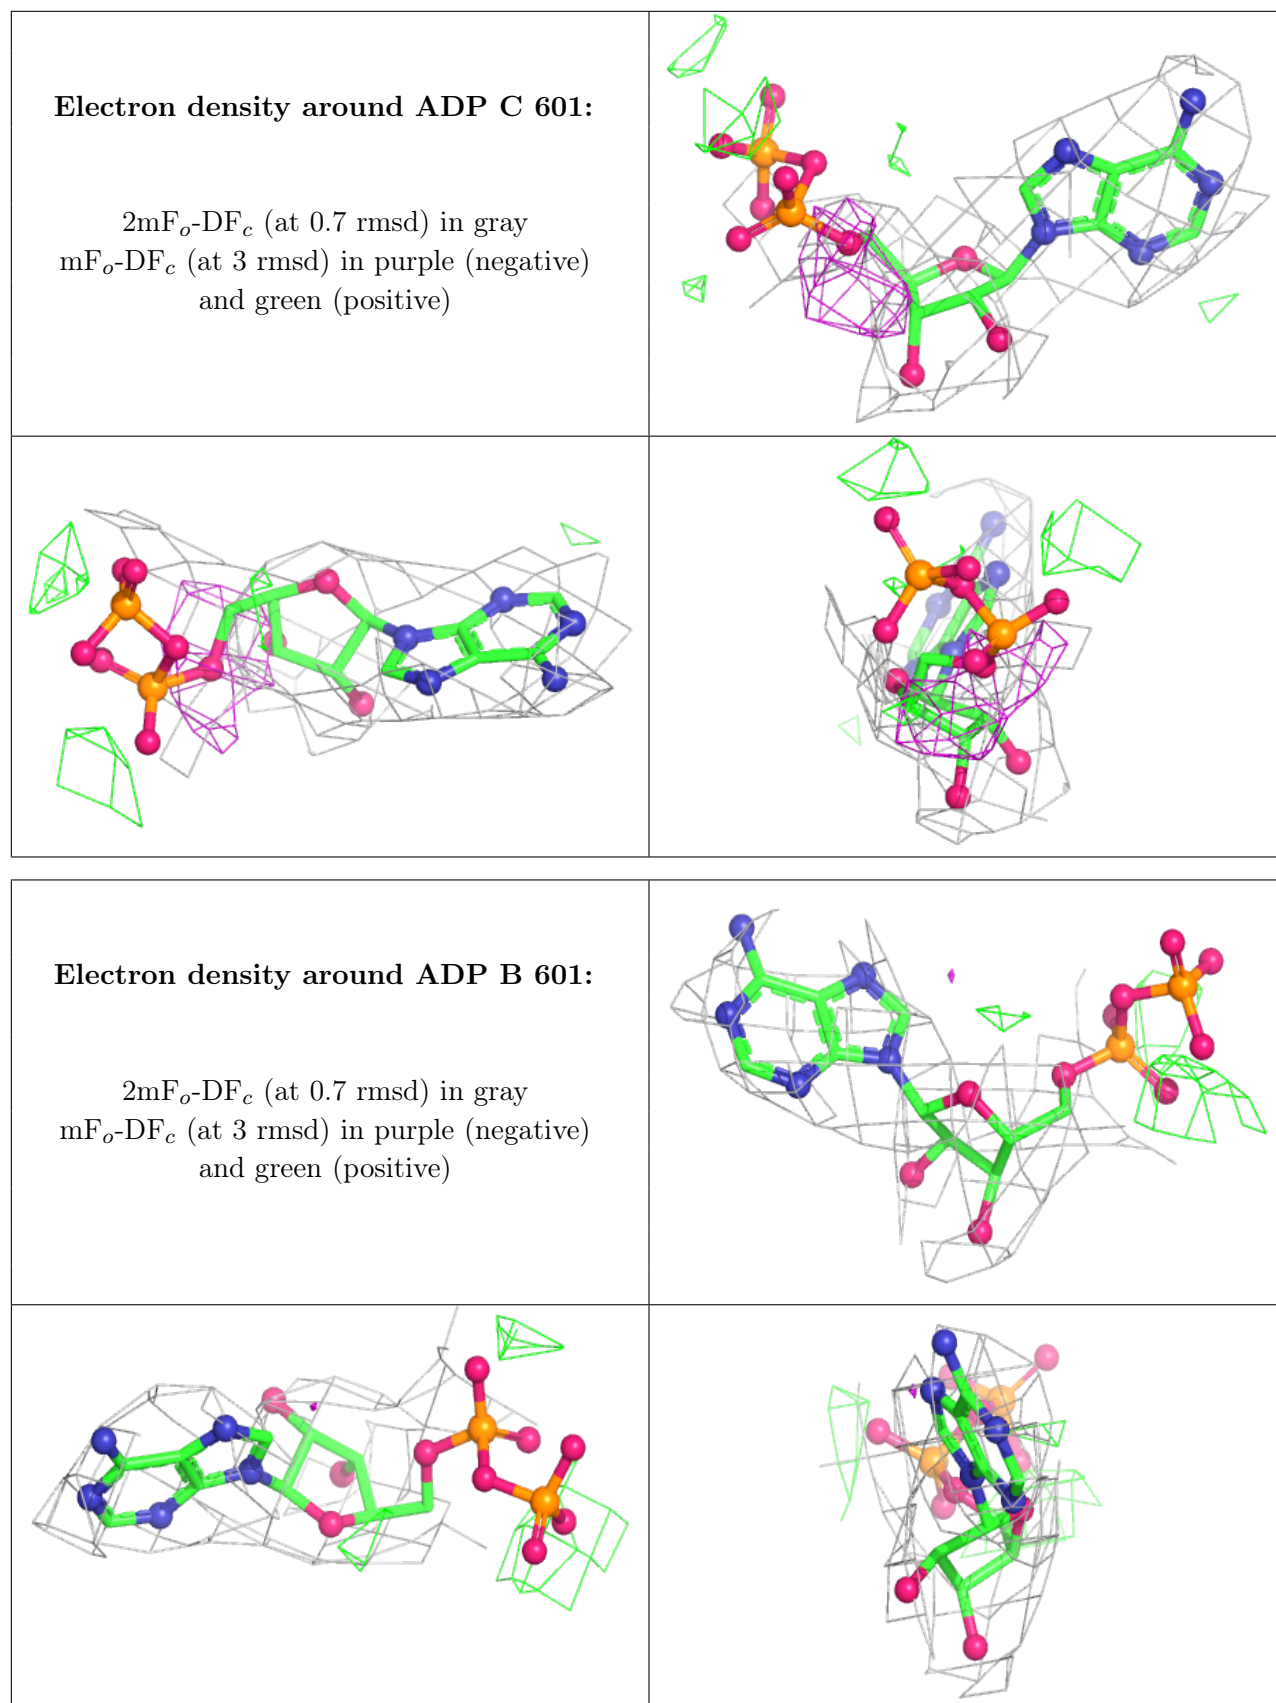 Electron density around ADP C 601:
2mFₒ-DF𝒸 (at 0.7 rmsd) in gray
mFₒ-DF𝒸 (at 3 rmsd) in purple (negative)
and green (positive)
Electron density around ADP B 601:
2mFₒ-DF𝒸 (at 0.7 rmsd) in gray
mFₒ-DF𝒸 (at 3 rmsd) in purple (negative)
and green (positive)